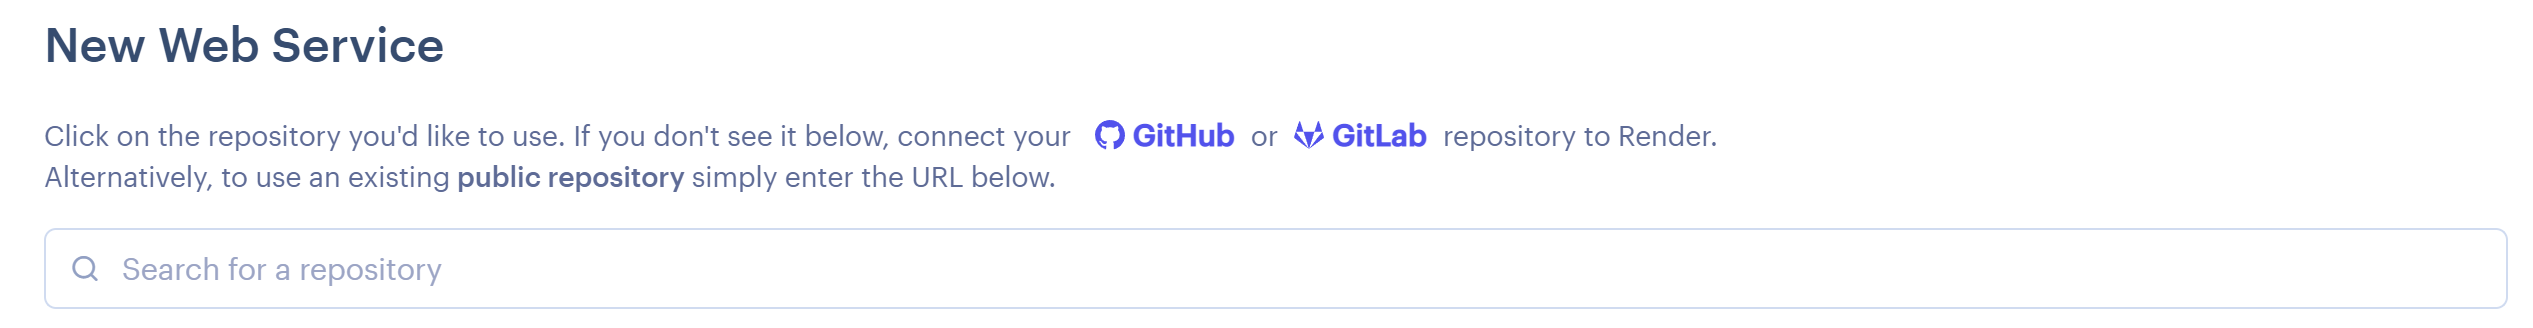 New Web Service
Click on the repository you'd like to use. If you don't see it below, connect your GitHub or GitLab repository to Render.
Alternatively, to use an existing public repository simply enter the URL below.
Search for a repository